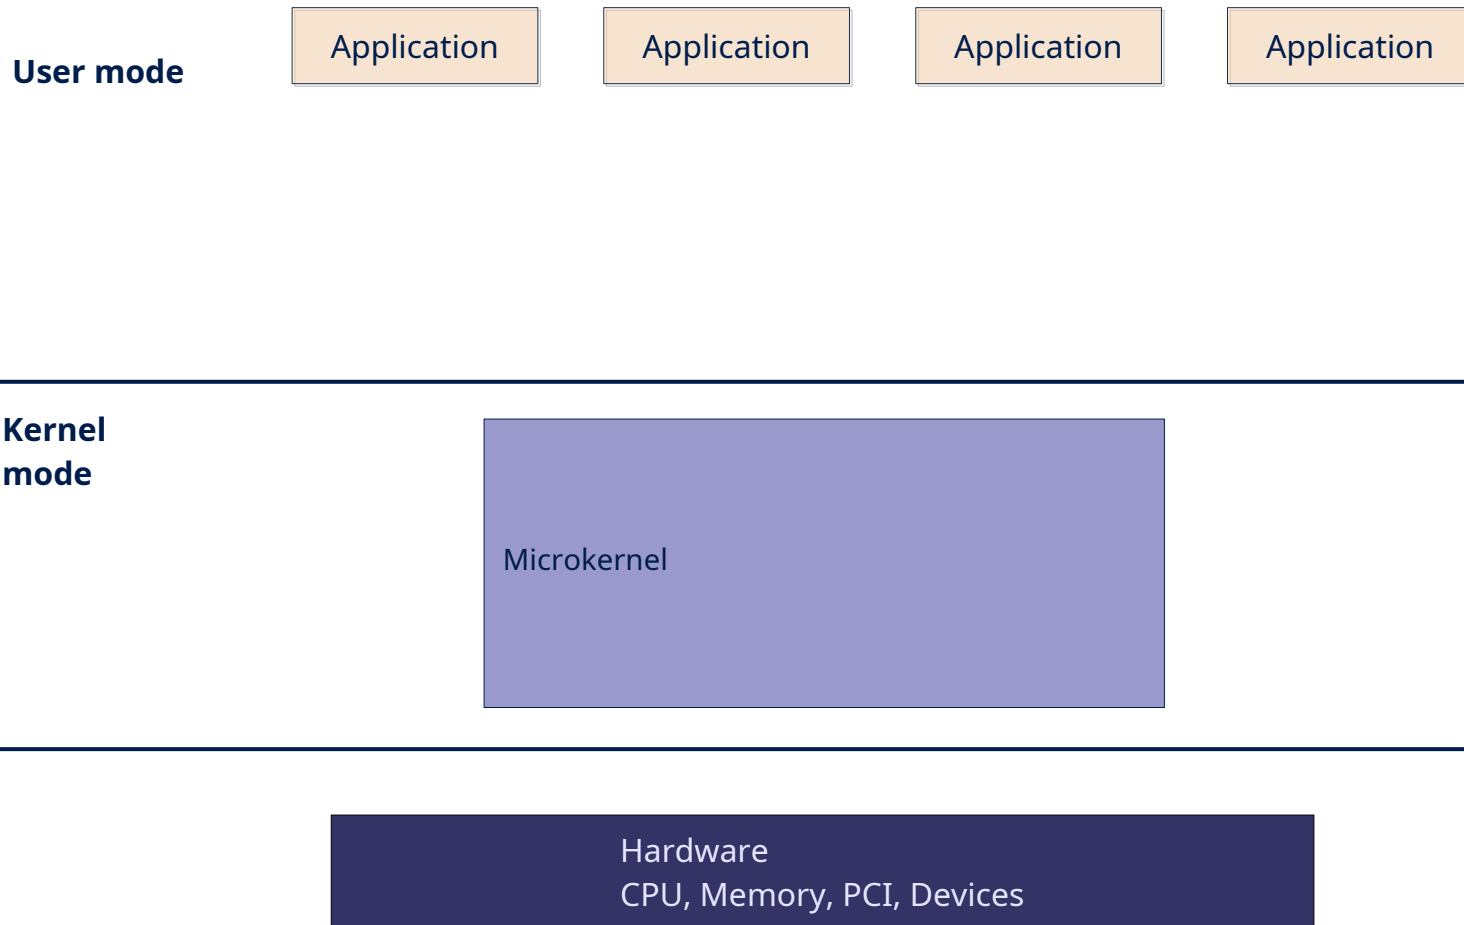 Application
Application
Application
Application
User mode
Kernel
mode
Microkernel
Hardware
CPU, Memory, PCI, Devices